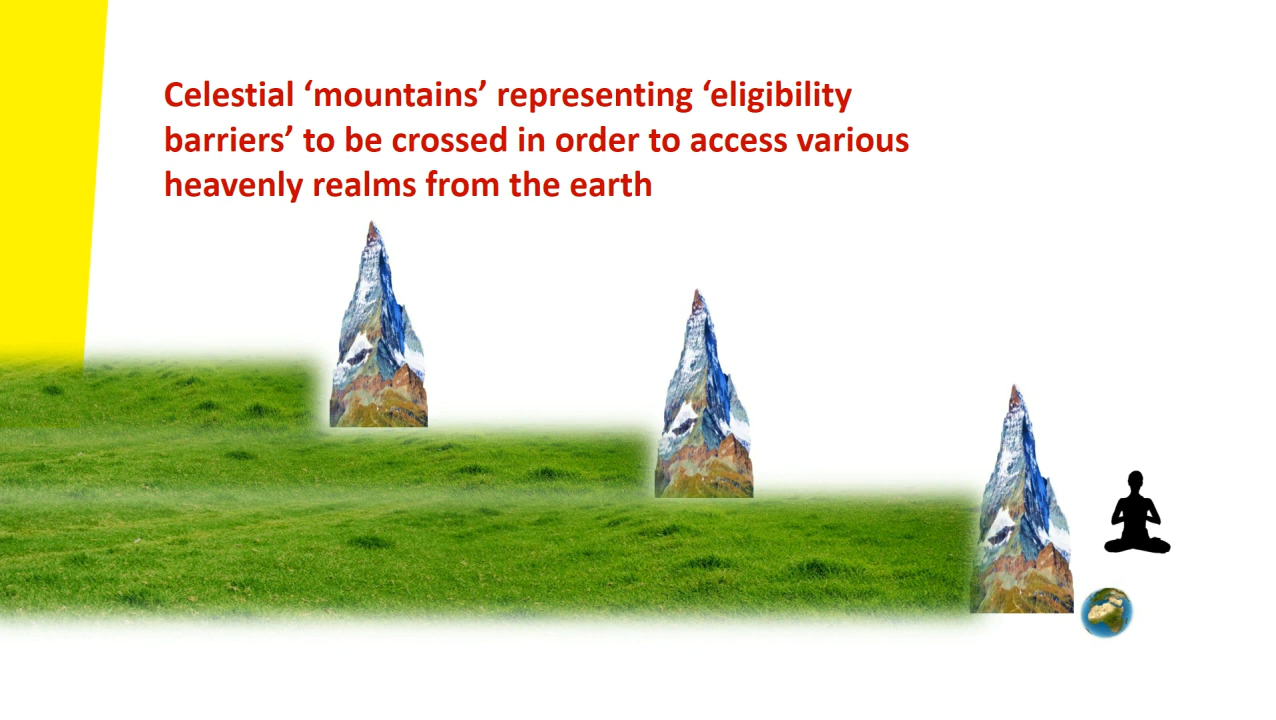 Celestial ‘mountains’ representing ‘eligibility
barriers’ to be crossed in order to access various
heavenly realms from the earth